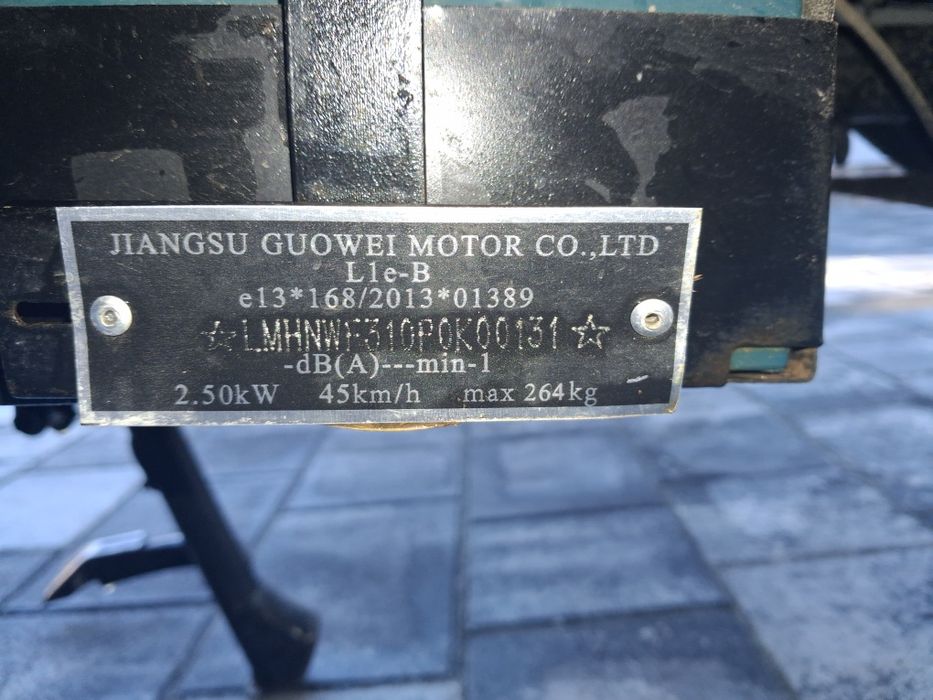 JIANGSU GUOWEI MOTOR CO.,LTD
L1e-B
e13*168/2013*01389
☆LMHNWF310P0K00131☆
-dB(A)---min-1
2.50kW 45km/h max 264kg